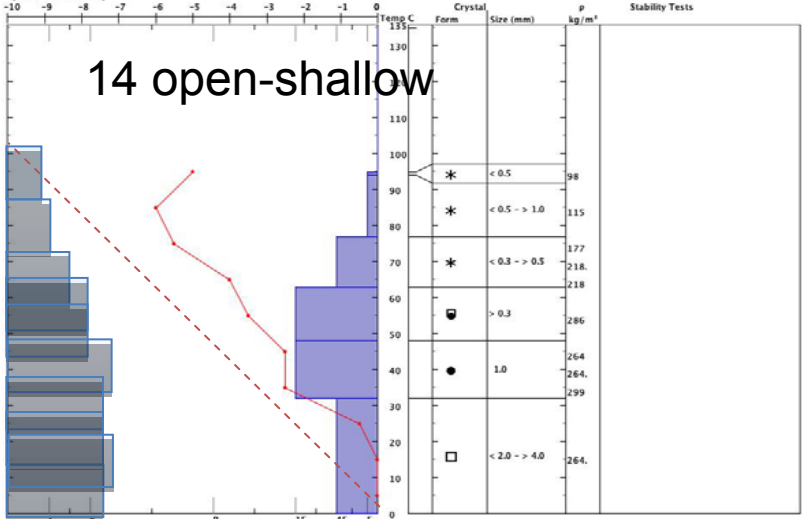 -10 -9 -8 -7 -6 -5 -4 -3 -2 -1 0
Crystal ρ Stability Tests
Temp C 135 Form Size (mm) kg/m³
130
14 open-shallow
110
100
< 0.5 98
90
< 0.5 - > 1.0 115
80
177
70 < 0.3 - > 0.5 218.
218
60
> 0.3 286
50
264
40 1.0 264.
299
30
20
< 2.0 - > 4.0 264.
10
0